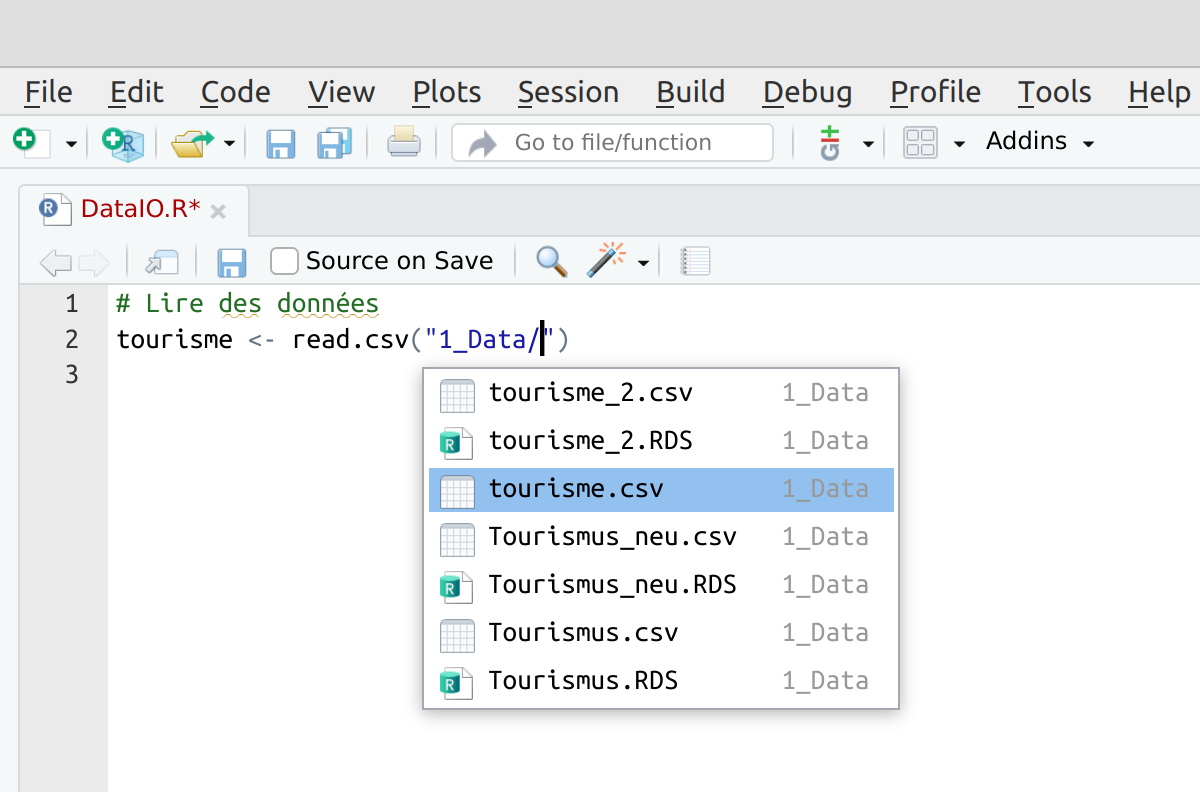 File Edit Code View Plots Session Build Debug Profile Tools Help
R Go to file/function Git Addins
R DataIO.R*
Source on Save
1 # Lire des données
2 tourisme <- read.csv("1_Data/")
3
tourisme_2.csv 1_Data
R tourisme_2.RDS 1_Data
tourisme.csv 1_Data
Tourismus_neu.csv 1_Data
R Tourismus_neu.RDS 1_Data
Tourismus.csv 1_Data
R Tourismus.RDS 1_Data